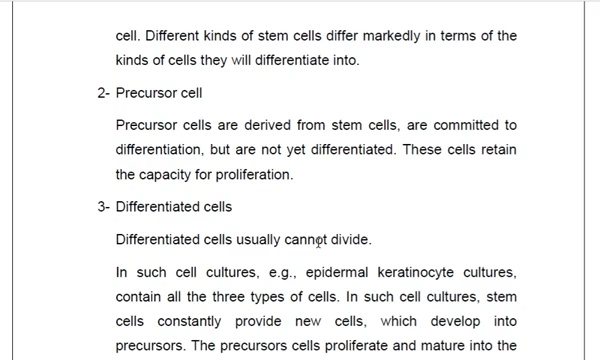 cell. Different kinds of stem cells differ markedly in terms of the
kinds of cells they will differentiate into.
2- Precursor cell
Precursor cells are derived from stem cells, are committed to
differentiation, but are not yet differentiated. These cells retain
the capacity for proliferation.
3- Differentiated cells
Differentiated cells usually cannot divide.
In such cell cultures, e.g., epidermal keratinocyte cultures,
contain all the three types of cells. In such cell cultures, stem
cells constantly provide new cells, which develop into
precursors. The precursors cells proliferate and mature into the